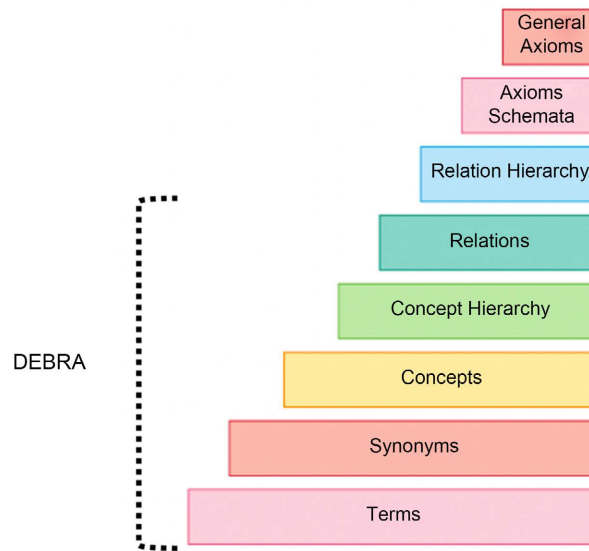 General
Axioms
Axioms
Schemata
Relation Hierarchy
Relations
Concept Hierarchy
DEBRA
Concepts
Synonyms
Terms